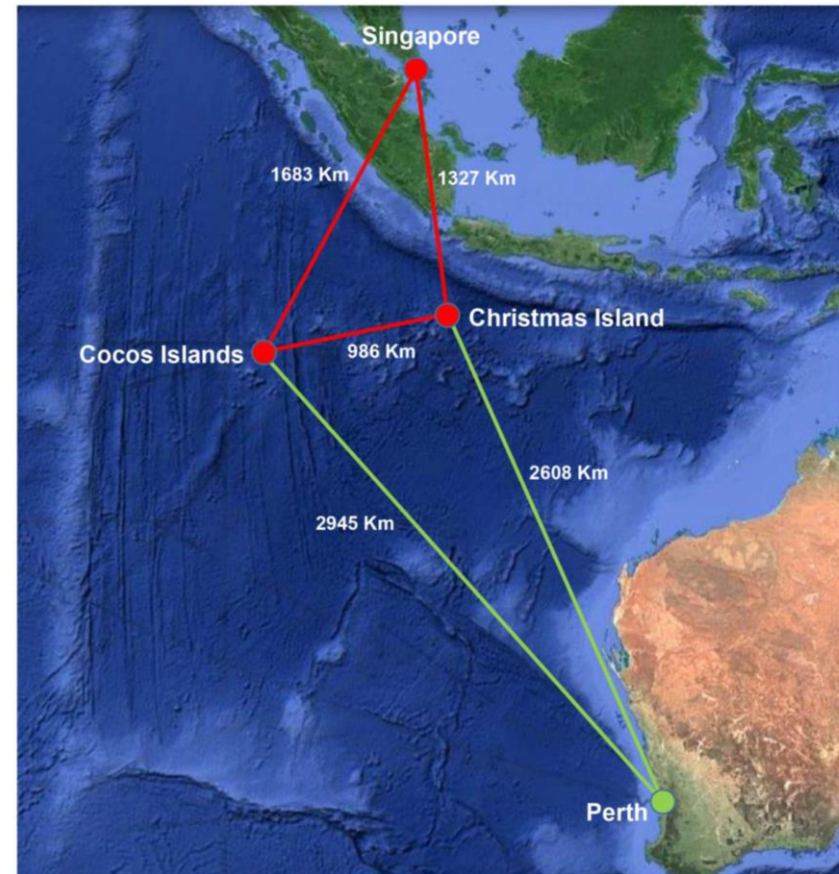 Singapore
1683 Km
1327 Km
Christmas Island
Cocos Islands
986 Km
2608 Km
2945 Km
Perth